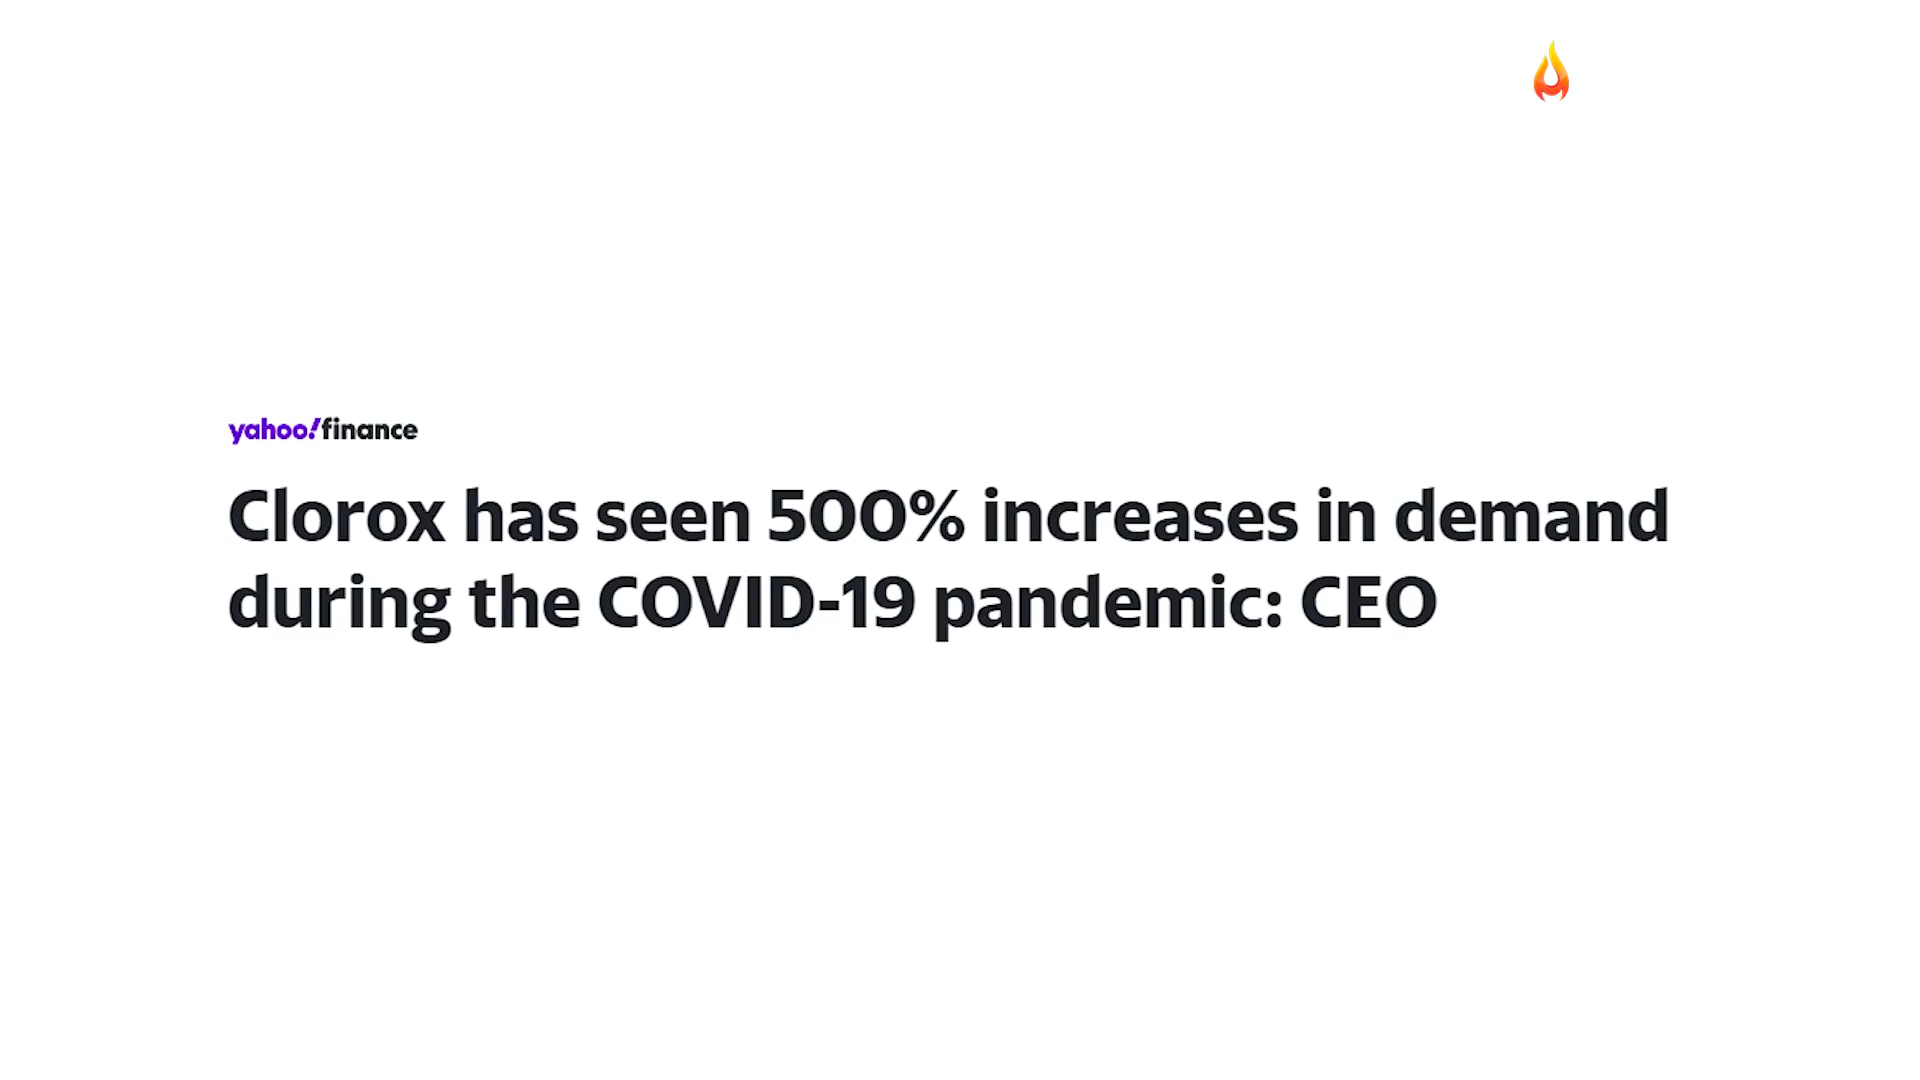 yahoo!finance
Clorox has seen 500% increases in demand
during the COVID-19 pandemic: CEO